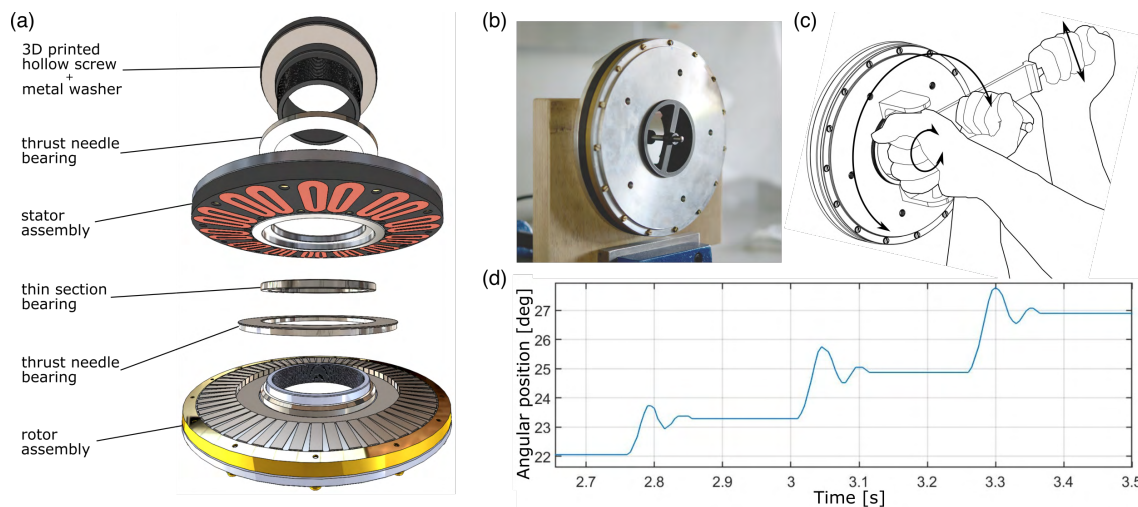 (a)
3D printed
hollow screw
+
metal washer
thrust needle
bearing
stator
assembly
thin section
bearing
thrust needle
bearing
rotor
assembly
(b)
(c)
(d)
Angular position [deg]
27
26
25
24
23
22
2.7 2.8 2.9 3 3.1 3.2 3.3 3.4 3.5
Time [s]